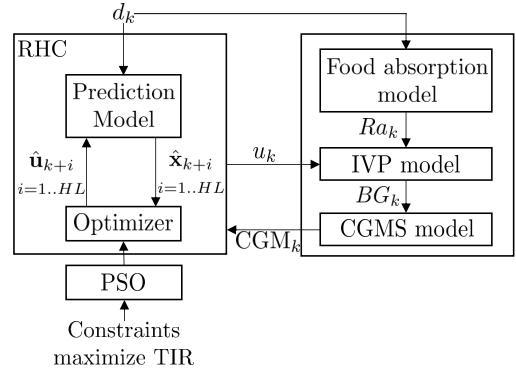 d_k
RHC
Prediction
Model
û_{k+i}
i=1..HL
x̂_{k+i}
i=1..HL
Optimizer
PSO
Constraints
maximize TIR
u_k
CGM_k
Food absorption
model
Ra_k
IVP model
BG_k
CGMS model